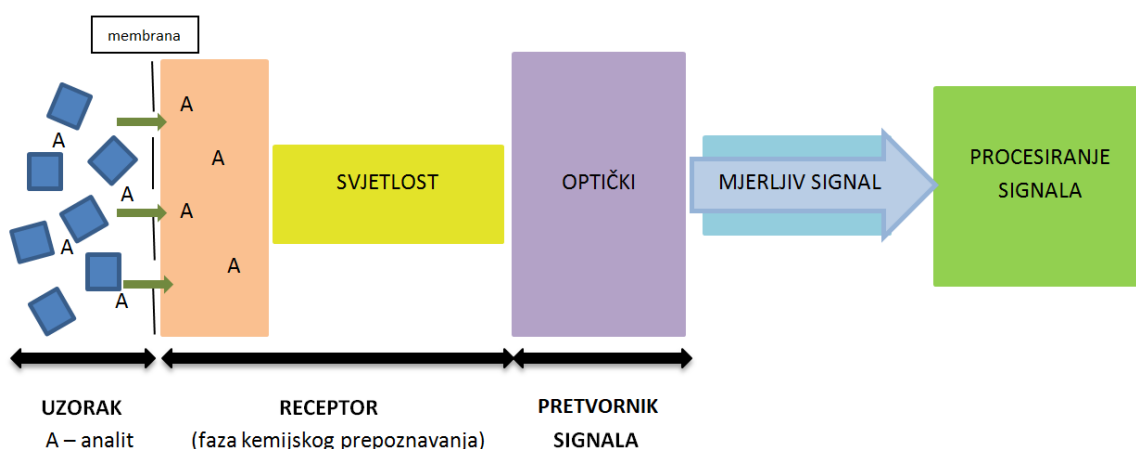 membrana
A
A
A
A
A
A
A
A
SVJETLOST
OPTIČKI
MJERLJIV SIGNAL
PROCESIRANJE
SIGNALA
UZORAK
A – analit
RECEPTOR
(faza kemijskog prepoznavanja)
PRETVORNIK
SIGNALA